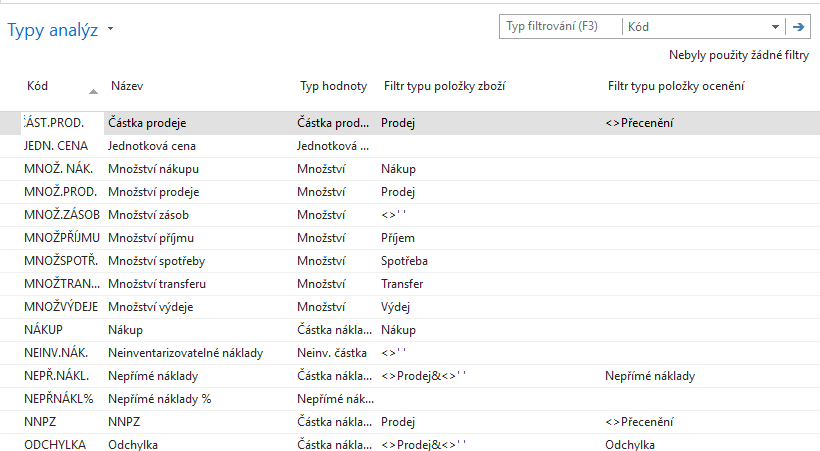 Typy analýz
Typ filtrování (F3) Kód
Nebyly použity žádné filtry
Kód Název Typ hodnoty Filtr typu položky zboží Filtr typu položky ocenění
ČÁST.PROD. Částka prodeje Částka prod... Prodej <>Přecenění
JEDN. CENA Jednotková cena Jednotková ...
MNOŽ. NÁK. Množství nákupu Množství Nákup
MNOŽ.PROD. Množství prodeje Množství Prodej
MNOŽ.ZÁSOB Množství zásob Množství <>' '
MNOŽPŘÍJMU Množství příjmu Množství Příjem
MNOŽSPOTŘ. Množství spotřeby Množství Spotřeba
MNOŽTRAN... Množství transferu Množství Transfer
MNOŽVÝDEJE Množství výdeje Množství Výdej
NÁKUP Nákup Částka nákla... Nákup
NEINV.NÁK. Neinventarizovatelné náklady Neinv. částka <>' '
NEPŘ.NÁKL. Nepřímé náklady Částka nákla... <>Prodej&<>' ' Nepřímé náklady
NEPŘNÁKL% Nepřímé náklady % Nepřímé nák...
NNPZ NNPZ Částka nákla... Prodej <>Přecenění
ODCHYLKA Odchylka Částka nákla... <>Prodej&<>' ' Odchylka